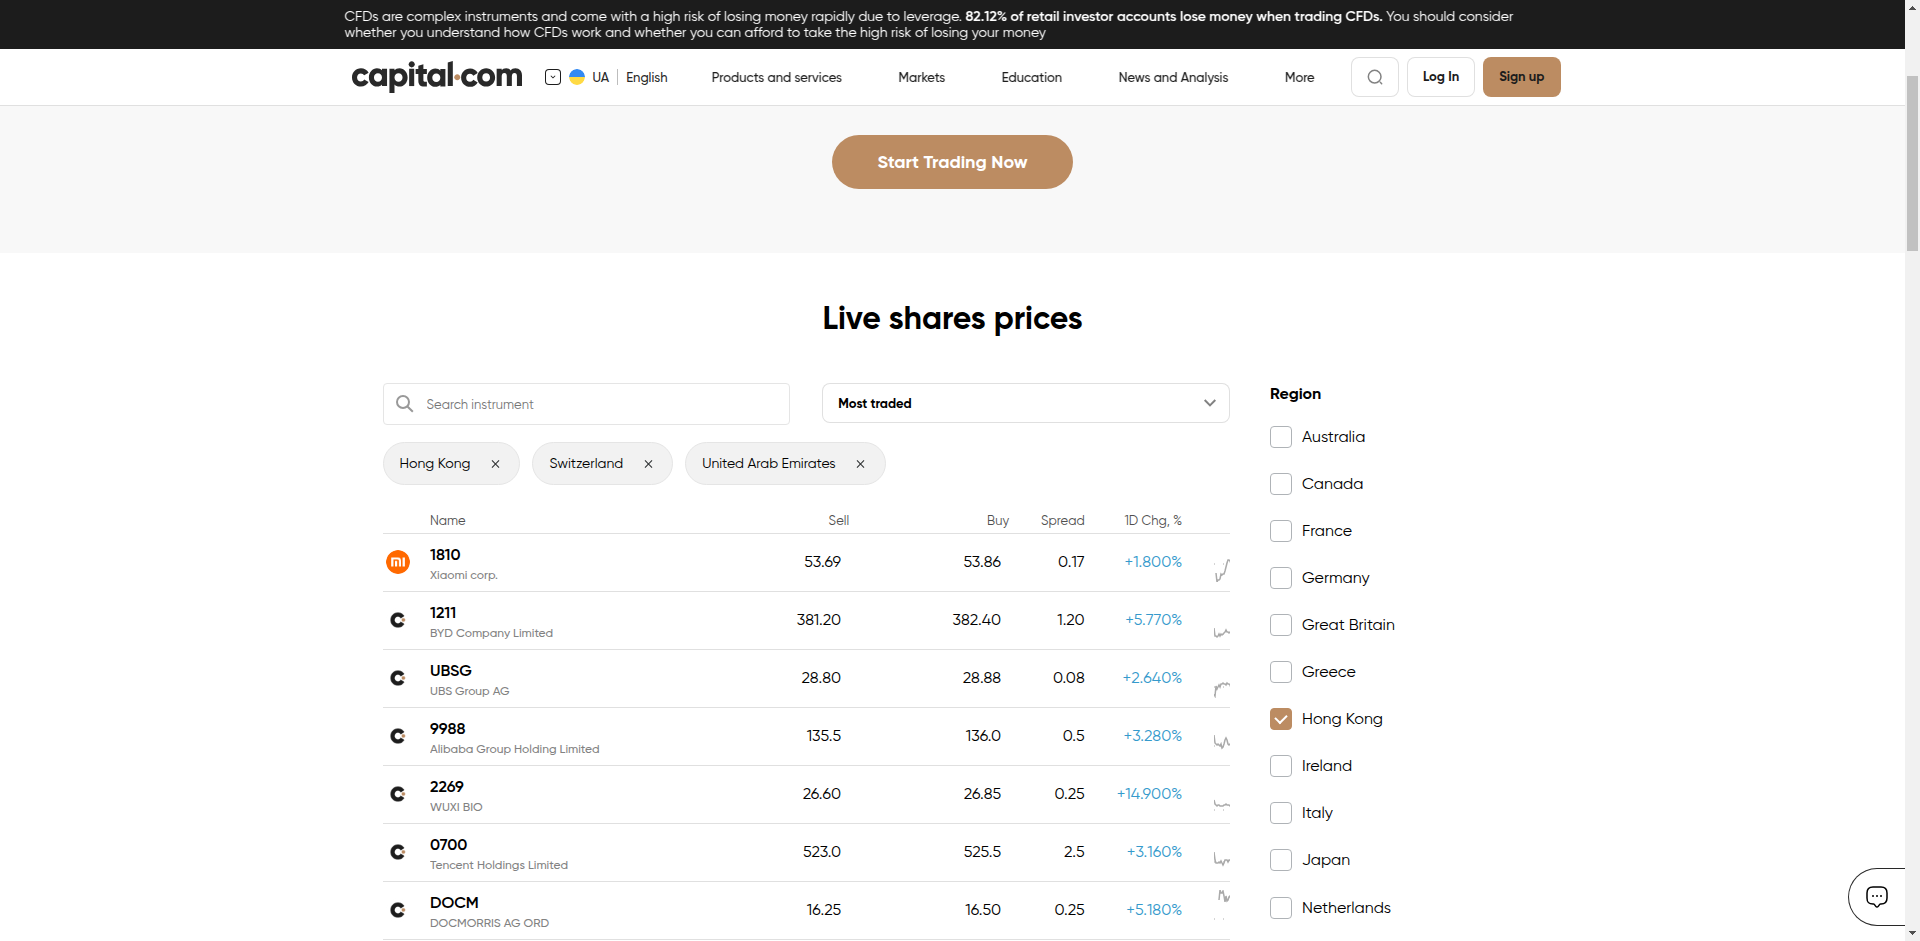 CFDs are complex instruments and come with a high risk of losing money rapidly due to leverage. 82.12% of retail investor accounts lose money when trading CFDs. You should consider
whether you understand how CFDs work and whether you can afford to take the high risk of losing your money
capital.com UA English Products and services Markets Education News and Analysis More Log In Sign up
Start Trading Now
Live shares prices
Search instrument
Most traded
Hong Kong
Switzerland
United Arab Emirates
Name Sell Buy Spread 1D Chg, %
1810 53.69 53.86 0.17 +1.800%
Xiaomi corp.
1211 381.20 382.40 1.20 +5.770%
BYD Company Limited
UBSG 28.80 28.88 0.08 +2.640%
UBS Group AG
9988 135.5 136.0 0.5 +3.280%
Alibaba Group Holding Limited
2269 26.60 26.85 0.25 +14.900%
WUXI BIO
0700 523.0 525.5 2.5 +3.160%
Tencent Holdings Limited
DOCM 16.25 16.50 0.25 +5.180%
DOCMORRIS AG ORD
Region
Australia
Canada
France
Germany
Great Britain
Greece
Hong Kong
Ireland
Italy
Japan
Netherlands